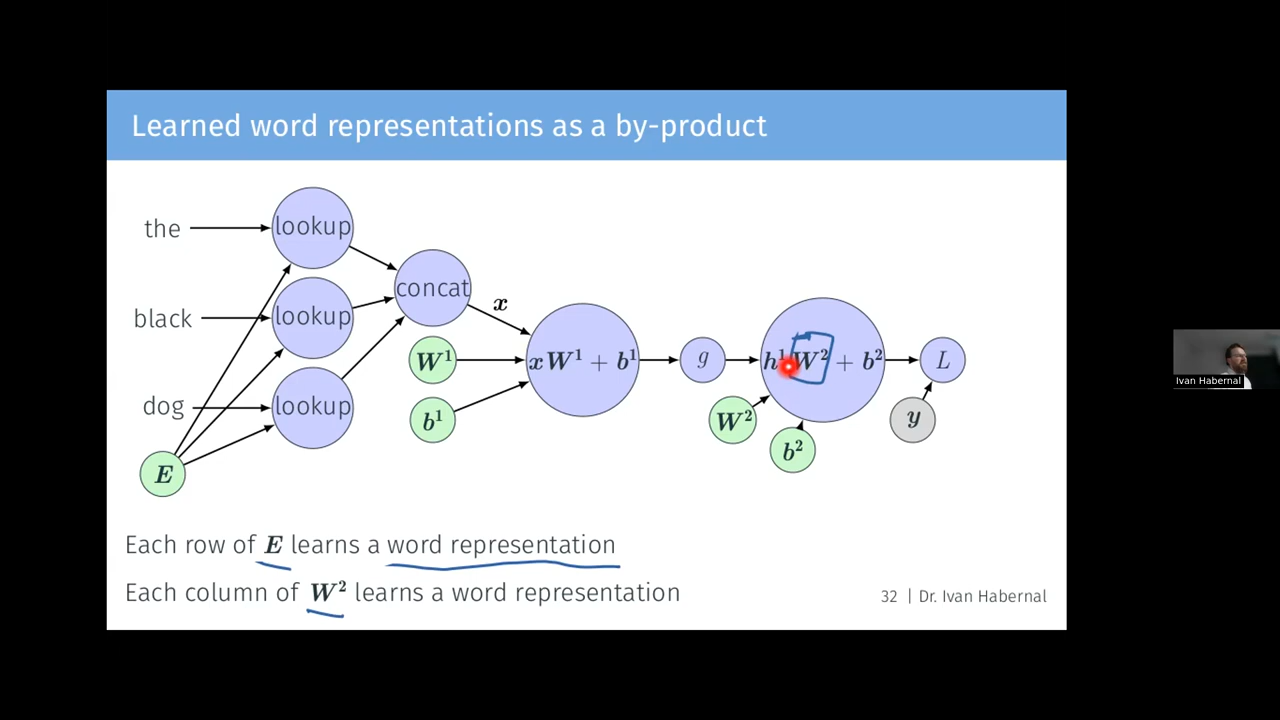 Learned word representations as a by-product
the
lookup
black
lookup
dog
lookup
E
concat
x
W¹
b¹
xW¹ + b¹
g
h¹W² + b²
W²
b²
L
y
Each row of E learns a word representation
Each column of W² learns a word representation
32 | Dr. Ivan Habernal
Ivan Habernal